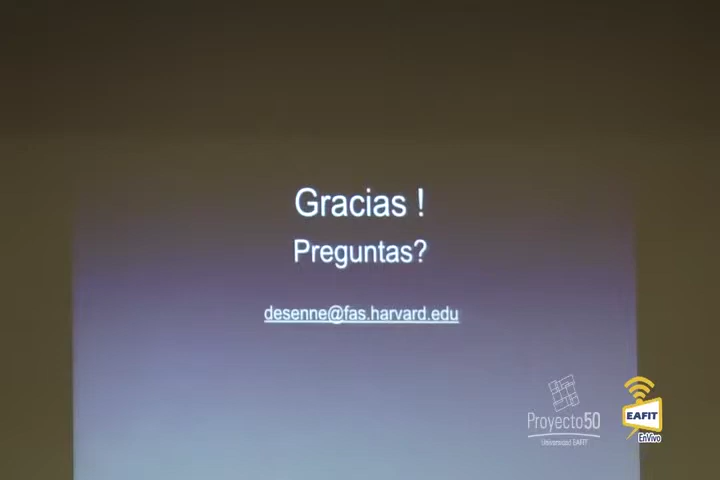 Gracias !
Preguntas?
desenne@fas.harvard.edu
Proyecto50
Universidad EAFIT
EAFIT
EnVivo